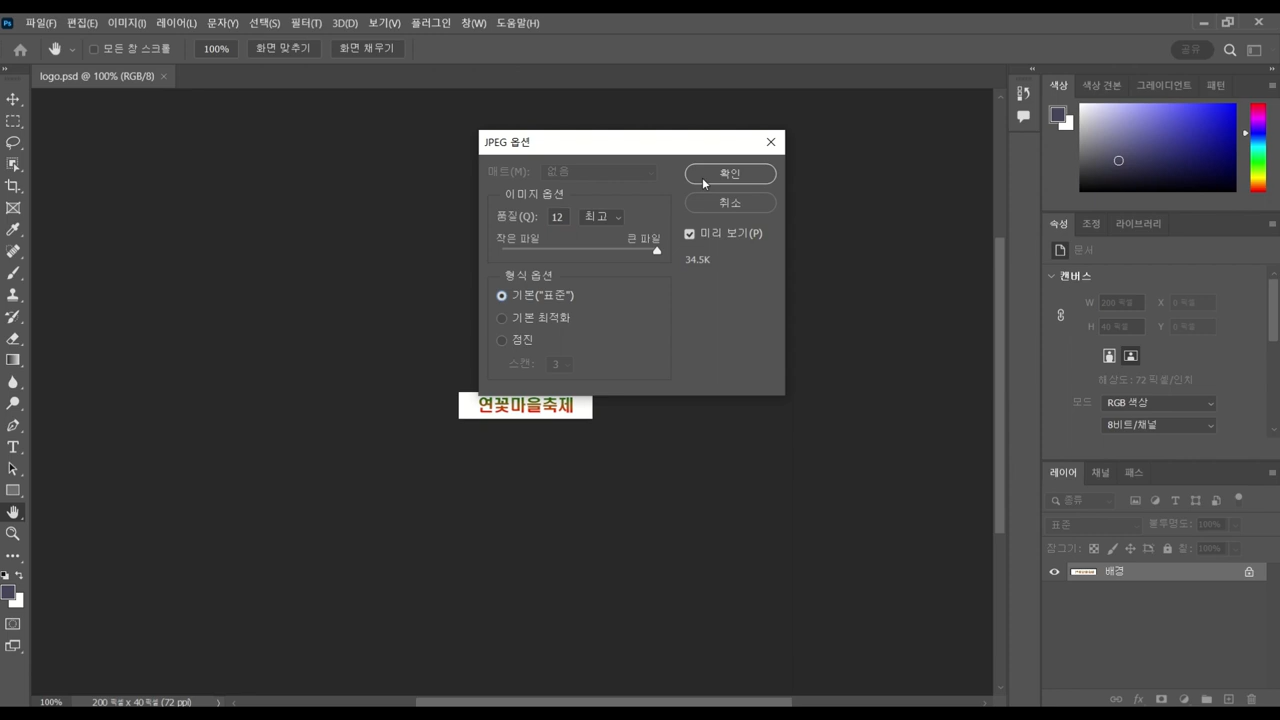 Ps 파일(F) 편집(E) 이미지(I) 레이어(L) 문자(Y) 선택(S) 필터(T) 3D(D) 보기(V) 플러그인 창(W) 도움말(H)
모든 창 스크롤 100% 화면 맞추기 화면 채우기 공유
logo.psd @ 100% (RGB/8)
색상 색상 견본 그레이디언트 패턴
JPEG 옵션
매트(M): 없음
확인
이미지 옵션
품질(Q): 12 최고
취소
작은 파일 큰 파일
미리 보기(P)
34.5K
형식 옵션
기본("표준")
기본 최적화
점진
스캔: 3
연꽃마을축제
속성 조정 라이브러리
문서
캔버스
W 200 픽셀 X 0 픽셀
H 40 픽셀 Y 0 픽셀
해상도: 72 픽셀/인치
모드 RGB 색상
8비트/채널
레이어 채널 패스
종류
표준 불투명도: 100%
잠그기: 칠: 100%
배경
100% 200 픽셀 x 40 픽셀 (72 ppi)